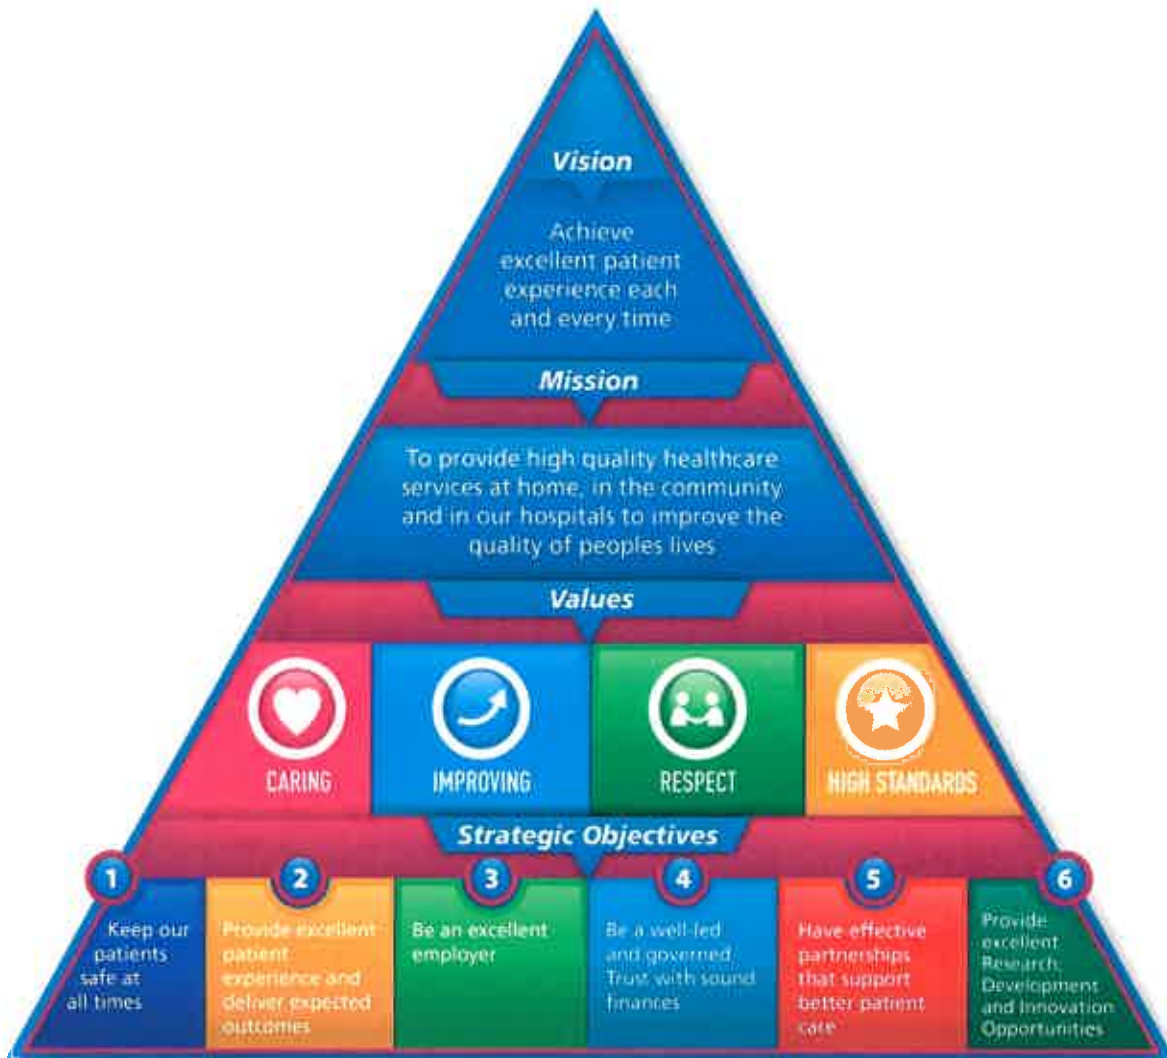 Vision
Achieve
excellent patient
experience each
and every time
Mission
To provide high quality healthcare
services at home, in the community
and in our hospitals to improve the
quality of peoples lives
Values
CARING
IMPROVING
RESPECT
HIGH STANDARDS
Strategic Objectives
1
Keep our
patients
safe at
all times
2
Provide excellent
patient
experience and
deliver expected
outcomes
3
Be an excellent
employer
4
Be a well-led
and governed
Trust with sound
finances
5
Have effective
partnerships
that support
better patient
care
6
Provide
excellent
Research,
Development
and Innovation
Opportunities